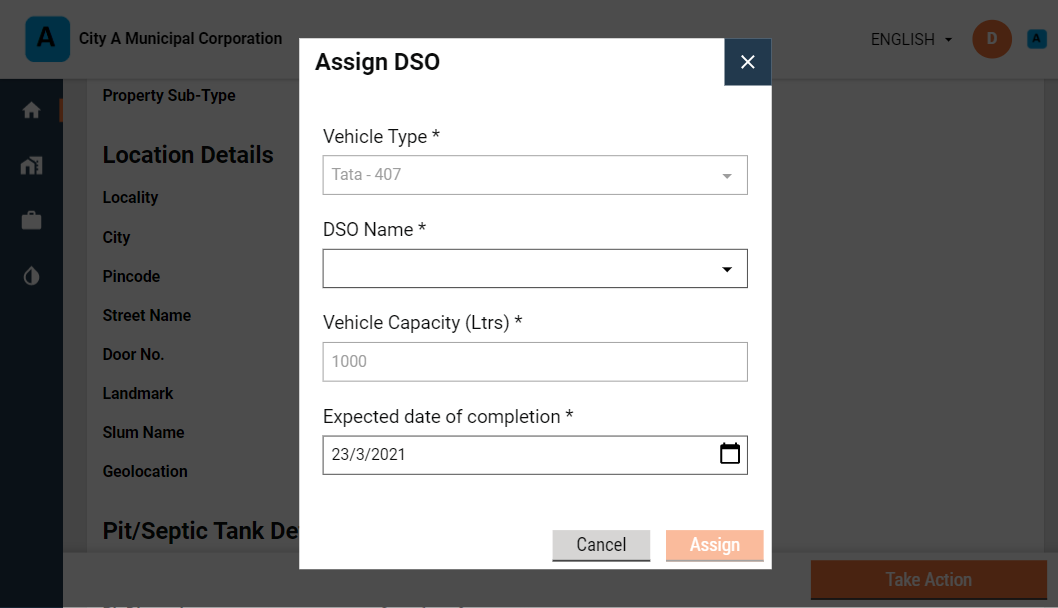 A
City A Municipal Corporation
ENGLISH
D
A
Property Sub-Type
Location Details
Locality
City
Pincode
Street Name
Door No.
Landmark
Slum Name
Geolocation
Pit/Septic Tank De
Take Action
Assign DSO
Vehicle Type *
Tata - 407
DSO Name *
Vehicle Capacity (Ltrs) *
1000
Expected date of completion *
23/3/2021
Cancel
Assign